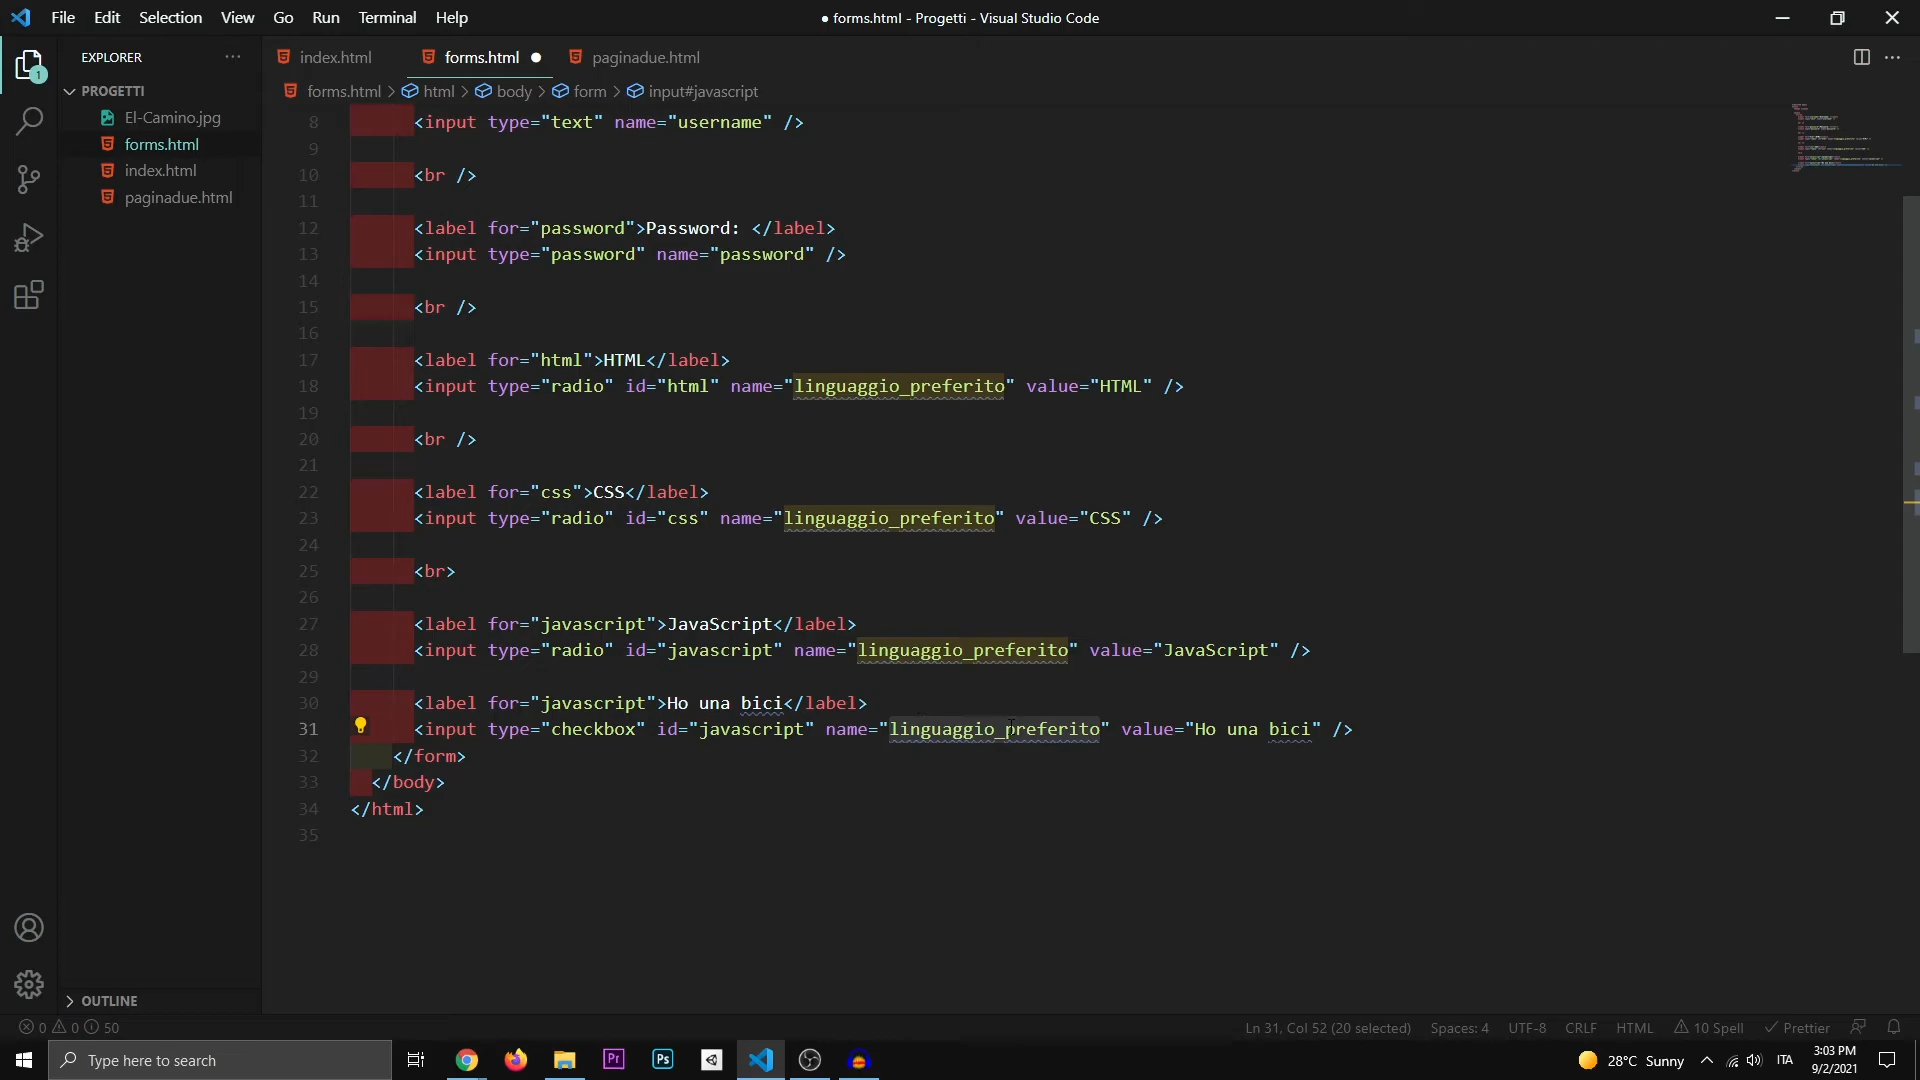 File Edit Selection View Go Run Terminal Help
● forms.html - Progetti - Visual Studio Code
EXPLORER
PROGETTI
El-Camino.jpg
forms.html
index.html
paginadue.html
OUTLINE
1
index.html
forms.html
paginadue.html
forms.html > html > body > form > input#javascript
8 <input type="text" name="username" />
9
10 <br />
11
12 <label for="password">Password: </label>
13 <input type="password" name="password" />
14
15 <br />
16
17 <label for="html">HTML</label>
18 <input type="radio" id="html" name="linguaggio_preferito" value="HTML" />
19
20 <br />
21
22 <label for="css">CSS</label>
23 <input type="radio" id="css" name="linguaggio_preferito" value="CSS" />
24
25 <br>
26
27 <label for="javascript">JavaScript</label>
28 <input type="radio" id="javascript" name="linguaggio_preferito" value="JavaScript" />
29
30 <label for="javascript">Ho una bici</label>
31 <input type="checkbox" id="javascript" name="linguaggio_preferito" value="Ho una bici" />
32 </form>
33 </body>
34 </html>
35
0 0 50
Ln 31, Col 52 (20 selected) Spaces: 4 UTF-8 CRLF HTML 10 Spell Prettier
Type here to search
Pr
Ps
28°C Sunny
ITA
3:03 PM
9/2/2021